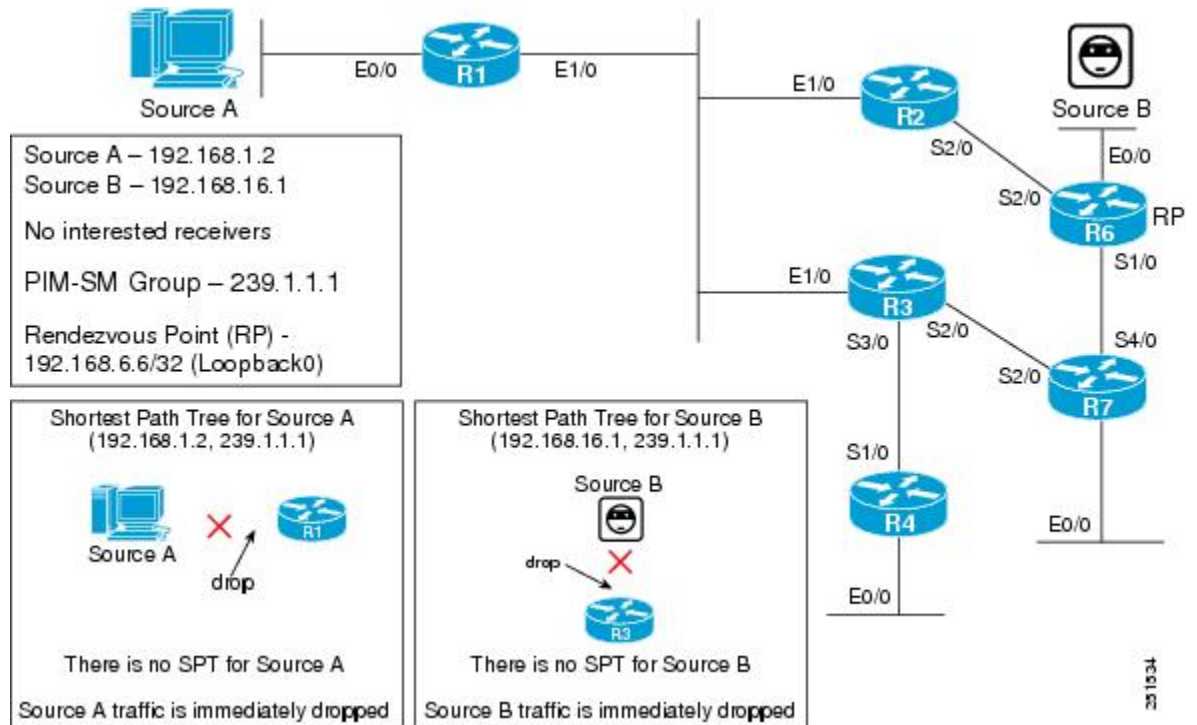 Source A
E0/0
R1
E1/0
E1/0
R2
S2/0
Source B
E0/0
S2/0
R6
RP
S1/0
Source A – 192.168.1.2
Source B – 192.168.16.1
No interested receivers
PIM-SM Group – 239.1.1.1
Rendezvous Point (RP) -
192.168.6.6/32 (Loopback0)
E1/0
R3
S3/0
S2/0
S4/0
S2/0
R7
S1/0
R4
E0/0
E0/0
Shortest Path Tree for Source A
(192.168.1.2, 239.1.1.1)
Source A
R1
drop
There is no SPT for Source A
Source A traffic is immediately dropped
Shortest Path Tree for Source B
(192.168.16.1, 239.1.1.1)
Source B
drop
R3
There is no SPT for Source B
Source B traffic is immediately dropped
251534